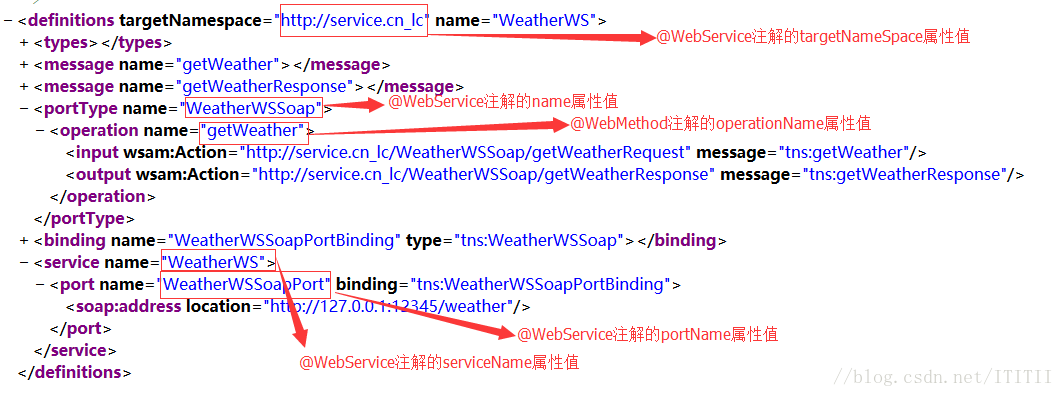 − <definitions targetNamespace="http://service.cn_lc" name="WeatherWS">
@WebService注解的targetNameSpace属性值
+ <types></types>
+ <message name="getWeather"></message>
+ <message name="getWeatherResponse"></message>
− <portType name="WeatherWSSoap">
@WebService注解的name属性值
− <operation name="getWeather">
@WebMethod注解的operationName属性值
<input wsam:Action="http://service.cn_lc/WeatherWSSoap/getWeatherRequest" message="tns:getWeather"/>
<output wsam:Action="http://service.cn_lc/WeatherWSSoap/getWeatherResponse" message="tns:getWeatherResponse"/>
</operation>
</portType>
+ <binding name="WeatherWSSoapPortBinding" type="tns:WeatherWSSoap"></binding>
− <service name="WeatherWS">
− <port name="WeatherWSSoapPort" binding="tns:WeatherWSSoapPortBinding">
<soap:address location="http://127.0.0.1:12345/weather"/>
</port>
@WebService注解的portName属性值
</service>
@WebService注解的serviceName属性值
</definitions>
//blog.csdn.net/ITITII